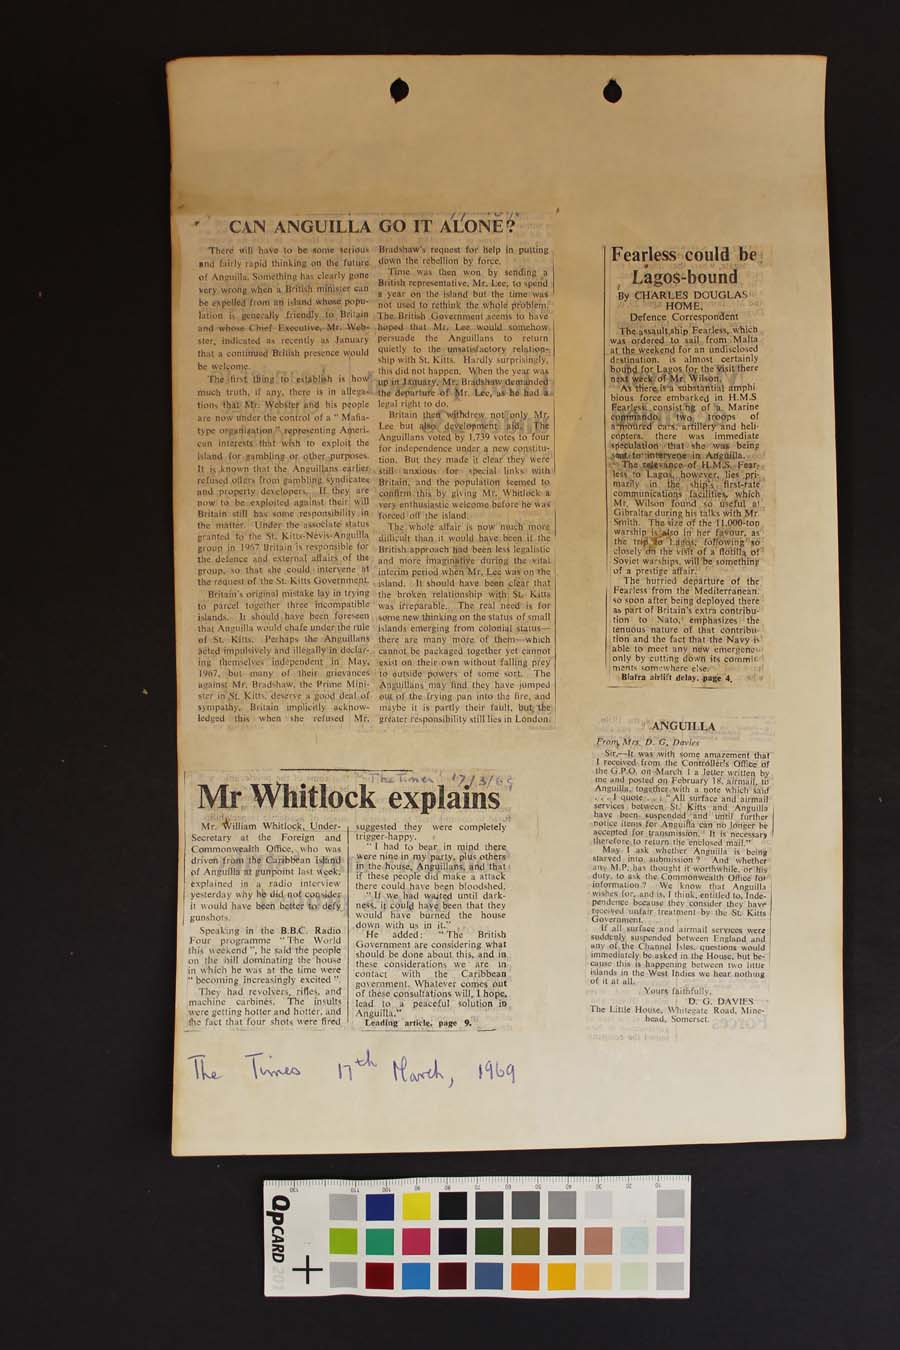 CAN ANGUILLA GO IT ALONE?
There will have to be some serious
and fairly rapid thinking on the future
of Anguilla. Something has clearly gone
very wrong when a British minister can
be expelled from an island whose popu-
lation is generally friendly to Britain
and whose Chief Executive, Mr. Web-
ster, indicated as recently as January
that a continued British presence would
be welcome.
The first thing to establish is how
much truth, if any, there is in allega-
tions that Mr. Webster and his people
are now under the control of a " Mafia-
type organization " representing Ameri-
can interests that wish to exploit the
island for gambling or other purposes.
It is known that the Anguillans earlier
refused offers from gambling syndicates
and property developers. If they are
now to be exploited against their will
Britain still has some responsibility in
the matter. Under the associate status
granted to the St. Kitts-Nevis-Anguilla
group in 1967 Britain is responsible for
the defence and external affairs of the
group, so that she could intervene at
the request of the St. Kitts Government.
Britain's original mistake lay in trying
to parcel together three incompatible
islands. It should have been foreseen
that Anguilla would chafe under the rule
of St. Kitts. Perhaps the Anguillans
acted impulsively and illegally in declar-
ing themselves independent in May,
1967, but many of their grievances
against Mr. Bradshaw, the Prime Mini-
ster in St. Kitts, deserve a good deal of
sympathy. Britain implicitly acknow-
ledged this when she refused Mr.
Bradshaw's request for help in putting
down the rebellion by force.
Time was then won by sending a
British representative, Mr. Lee, to spend
a year on the island but the time was
not used to rethink the whole problem.
The British Government seems to have
hoped that Mr. Lee would somehow
persuade the Anguillans to return
quietly to the unsatisfactory relation-
ship with St. Kitts. Hardly surprisingly,
this did not happen. When the year was
up in January, Mr. Bradshaw demanded
the departure of Mr. Lee, as he had a
legal right to do.
Britain then withdrew not only Mr.
Lee but also development aid. The
Anguillans voted by 1,739 votes to four
for independence under a new constitu-
tion. But they made it clear they were
still anxious for special links with
Britain, and the population seemed to
confirm this by giving Mr. Whitlock a
very enthusiastic welcome before he was
forced off the island.
The whole affair is now much more
difficult than it would have been if the
British approach had been less legalistic
and more imaginative during the vital
interim period when Mr. Lee was on the
island. It should have been clear that
the broken relationship with St. Kitts
was irreparable. The real need is for
some new thinking on the status of small
islands emerging from colonial status—
there are many more of them—which
cannot be packaged together yet cannot
exist on their own without falling prey
to outside powers of some sort. The
Anguillans may find they have jumped
out of the frying pan into the fire, and
maybe it is partly their fault, but the
greater responsibility still lies in London.
Fearless could be
Lagos-bound
By CHARLES DOUGLAS
HOME,
Defence Correspondent
The assault ship Fearless, which
was ordered to sail from Malta
at the weekend for an undisclosed
destination, is almost certainly
bound for Lagos for the visit there
next week of Mr. Wilson.
As there is a substantial amphi
bious force embarked in H.M.S
Fearless, consisting of a Marine
commando, two troops of
armoured cars, artillery and heli-
copters, there was immediate
speculation that she was being
sent to intervene in Anguilla.
The relevance of H.M.S. Fear-
less to Lagos, however, lies pri-
marily in the ship's first-rate
communications facilities, which
Mr. Wilson found so useful at
Gibraltar during his talks with Mr
Smith. The size of the 11,000-ton
warship is also in her favour, as
the trip to Lagos, following so
closely on the visit of a flotilla of
Soviet warships, will be something
of a prestige affair.
The hurried departure of the
Fearless from the Mediterranean,
so soon after being deployed there
as part of Britain's extra contribu-
tion to Nato, emphasizes the
tenuous nature of that contribu-
tion and the fact that the Navy is
able to meet any new emergency
only by cutting down its commit-
ments somewhere else.
Biafra airlift delay, page 4.
ANGUILLA
From Mrs. D. G. Davies
Sir,—It was with some amazement that
I received from the Controller's Office of
the G.P.O. on March 1 a letter written by
me and posted on February 18, airmail, to
Anguilla, together with a note which said
. . . I quote . . . " All surface and airmail
services between St. Kitts and Anguilla
have been suspended and until further
notice items for Anguilla can no longer be
accepted for transmission. It is necessary
therefore to return the enclosed mail."
May I ask whether Anguilla is being
starved into submission ? And whether
any M.P. has thought it worthwhile, or his
duty, to ask the Commonwealth Office for
information ? We know that Anguilla
wishes for, and is, I think, entitled to, Inde-
pendence because they consider they have
received unfair treatment by the St. Kitts
Government.
If all surface and airmail services were
suddenly suspended between England and
any of the Channel Isles, questions would
immediately be asked in the House, but be-
cause this is happening between two little
islands in the West Indies we hear nothing
of it at all.
Yours faithfully,
D. G. DAVIES
The Little House, Whitegate Road, Mine-
head, Somerset.
"The Times" 17/3/69
Mr Whitlock explains
Mr. William Whitlock, Under-
Secretary at the Foreign and
Commonwealth Office, who was
driven from the Caribbean Island
of Anguilla at gunpoint last week,
explained in a radio interview
yesterday why he did not consider
it would have been better to defy
gunshots.
Speaking in the B.B.C. Radio
Four programme " The World
this weekend ", he said the people
on the hill dominating the house
in which he was at the time were
" becoming increasingly excited ".
They had revolvers, rifles, and
machine carbines. The insults
were getting hotter and hotter, and
the fact that four shots were fired
suggested they were completely
trigger-happy.
" I had to bear in mind there
were nine in my party, plus others
in the house, Anguillans, and that
if these people did make a attack
there could have been bloodshed.
" If we had waited until dark-
ness, it could have been that they
would have burned the house
down with us in it."
He added: " The British
Government are considering what
should be done about this, and in
these considerations we are in
contact with the Caribbean
government. Whatever comes out
of these consultations will, I hope,
lead to a peaceful solution in
Anguilla."
Leading article, page 9.
The Times 17th March, 1969
QPCARD 201